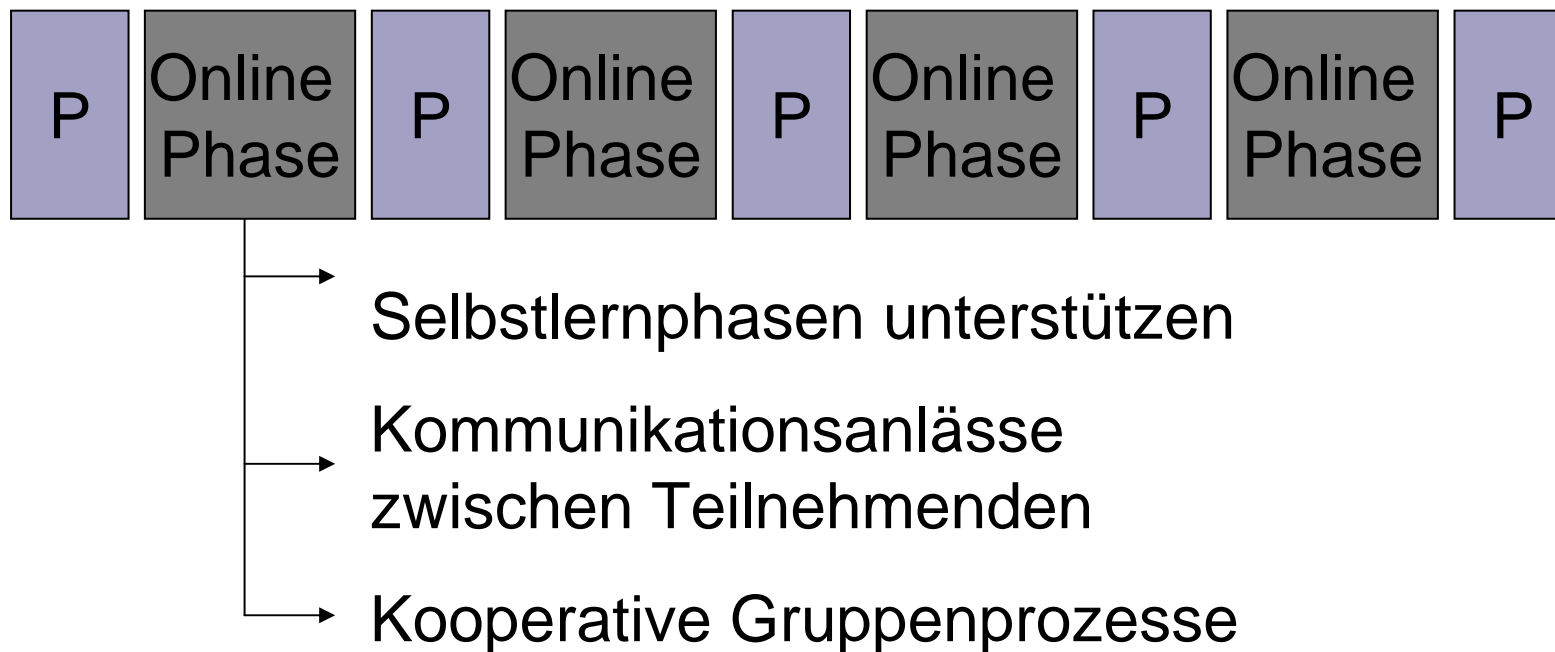 P Online P Online P Online P Online P
Phase Phase Phase Phase
Selbstlernphasen unterstützen
Kommunikationsanlässe
zwischen Teilnehmenden
Kooperative Gruppenprozesse